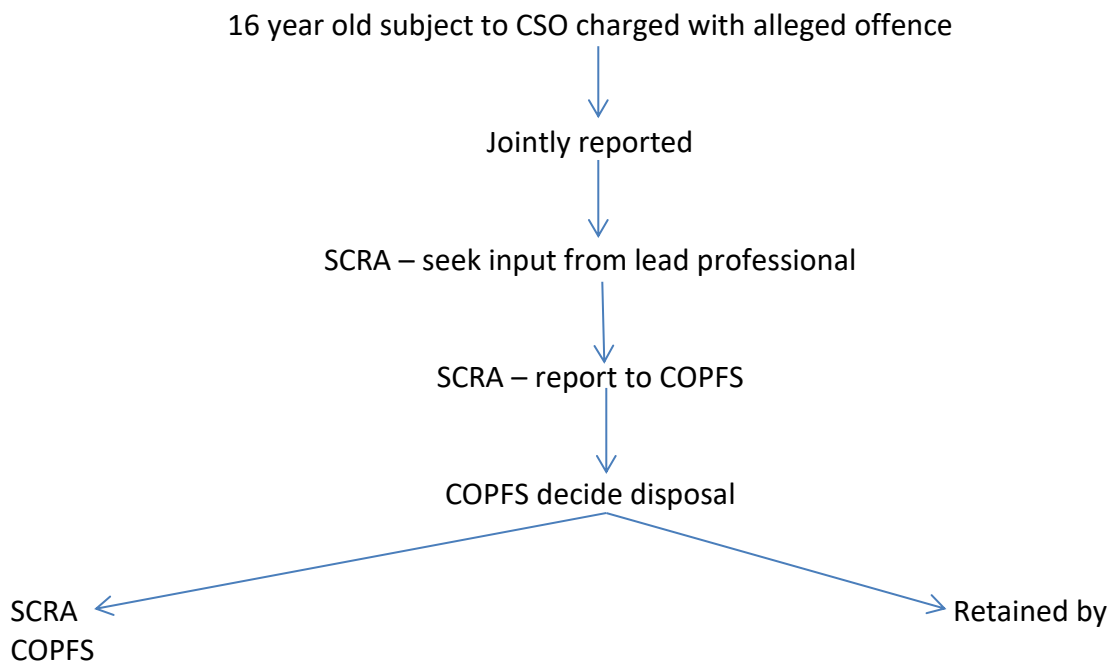 16 year old subject to CSO charged with alleged offence
Jointly reported
SCRA – seek input from lead professional
SCRA – report to COPFS
COPFS decide disposal
SCRA Retained by
COPFS